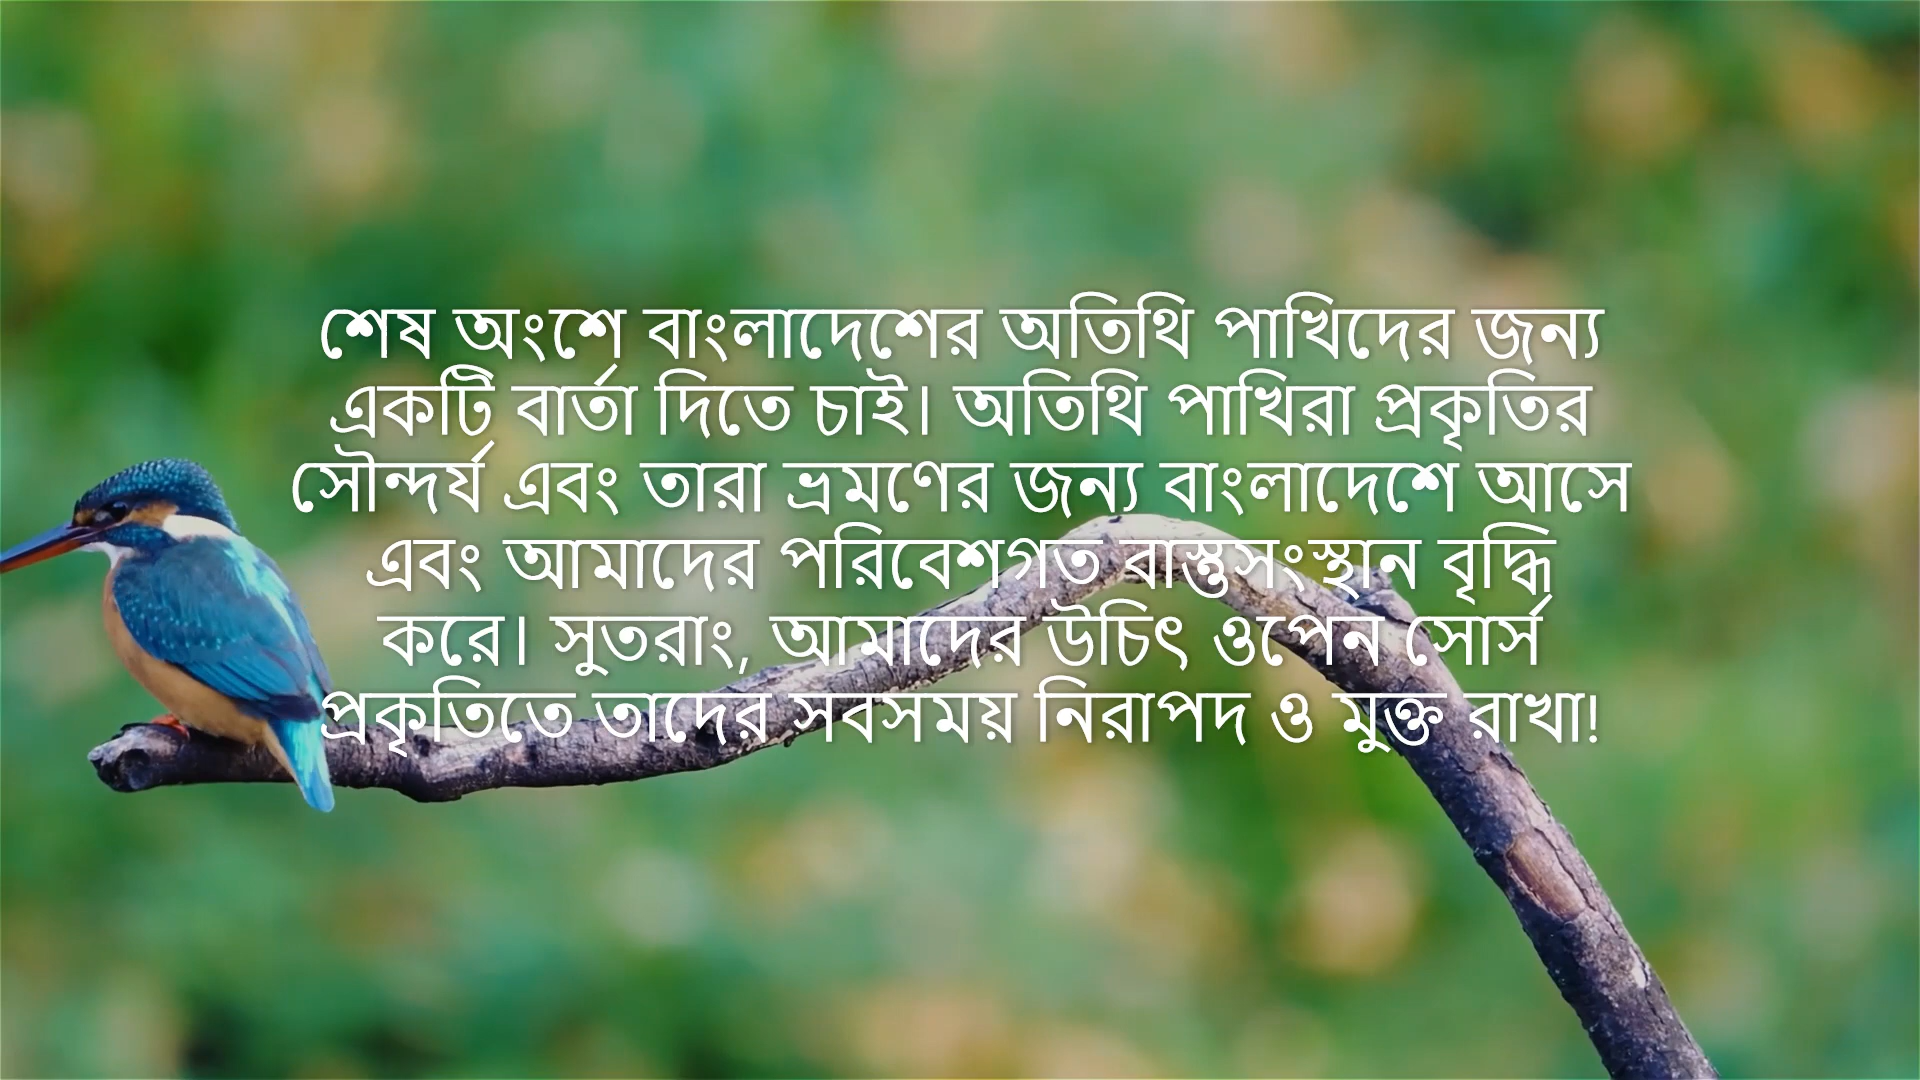 শেষ অংশে বাংলাদেশের অতিথি পাখিদের জন্য
একটি বার্তা দিতে চাই। অতিথি পাখিরা প্রকৃতির
সৌন্দর্য এবং তারা ভ্রমণের জন্য বাংলাদেশে আসে
এবং আমাদের পরিবেশগত বাস্তুসংস্থান বৃদ্ধি
করে। সুতরাং, আমাদের উচিৎ ওপেন সোর্স
প্রকৃতিতে তাদের সবসময় নিরাপদ ও মুক্ত রাখা!